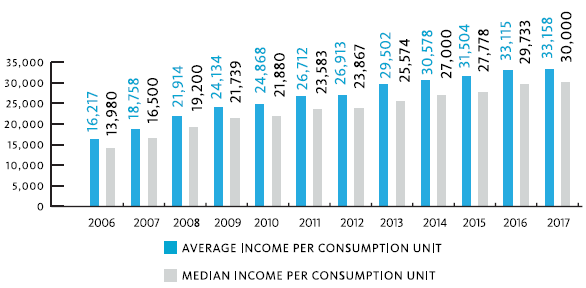 35,000
30,000
25,000
20,000
15,000
10,000
5,000
0
16,217 13,980 18,758 16,500 21,914 19,200 24,134 21,739 24,868 21,880 26,712 23,583 26,913 23,867 29,502 25,574 30,578 27,000 31,504 27,778 33,115 29,733 33,158 30,000
2006 2007 2008 2009 2010 2011 2012 2013 2014 2015 2016 2017
AVERAGE INCOME PER CONSUMPTION UNIT
MEDIAN INCOME PER CONSUMPTION UNIT